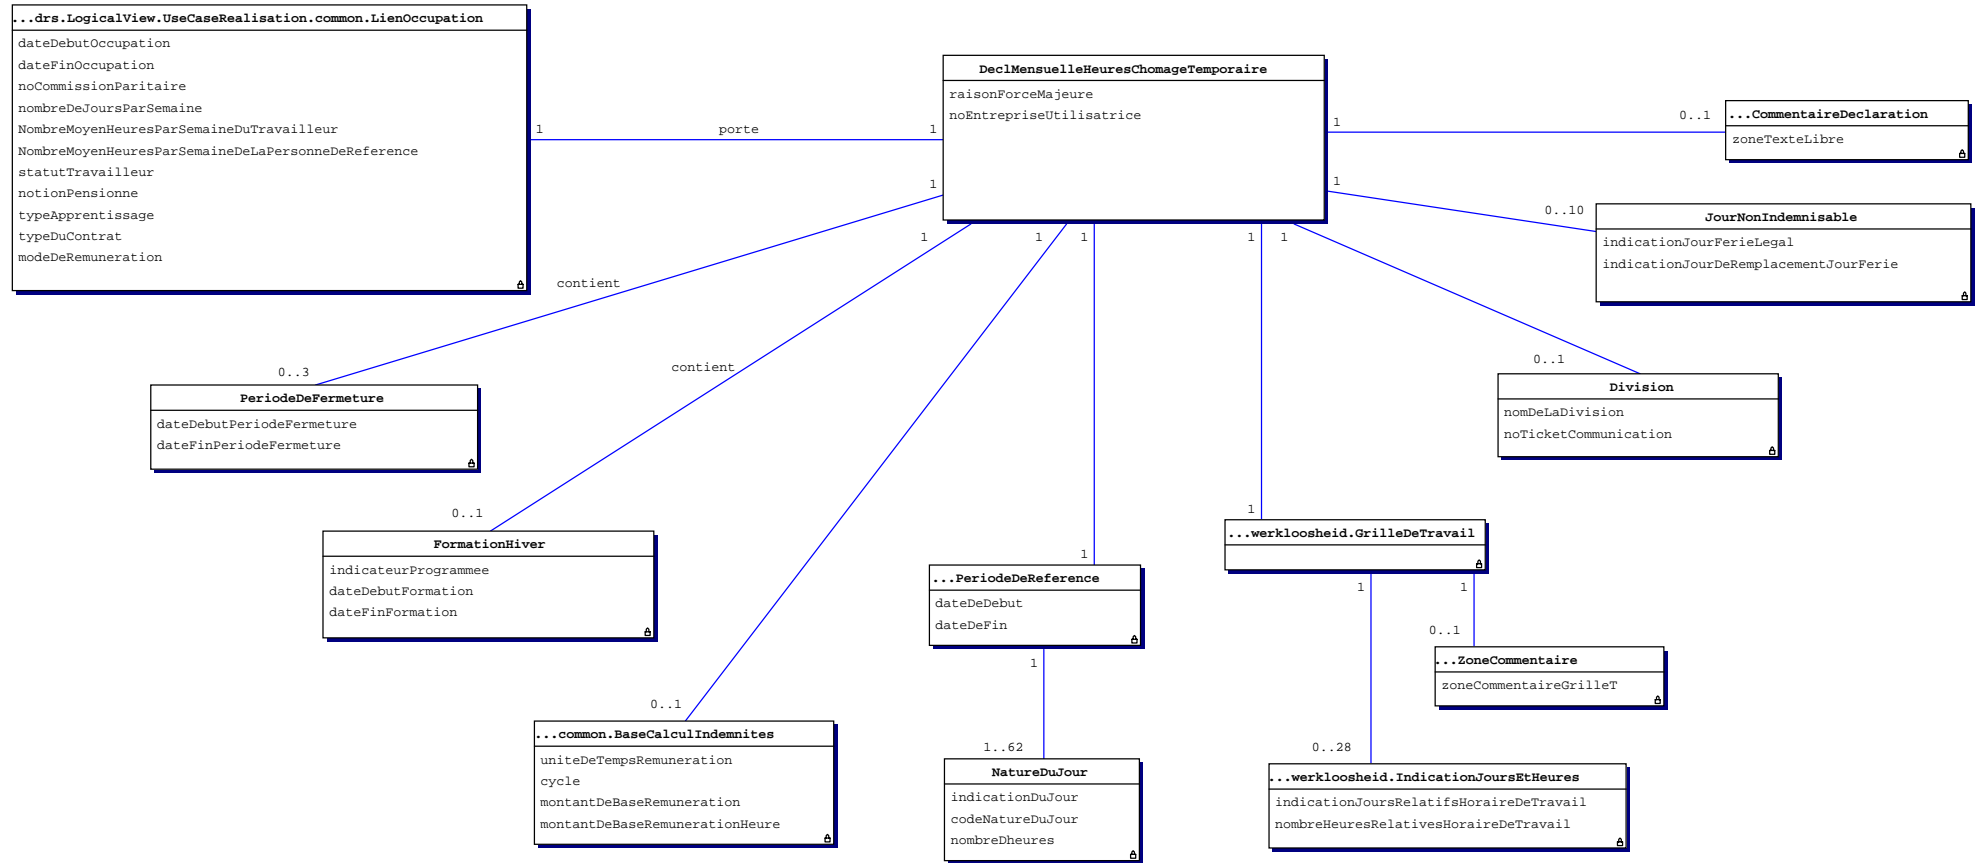 ...drs.LogicalView.UseCaseRealisation.common.LienOccupation
dateDebutOccupation
dateFinOccupation
noCommissionParitaire
nombreDeJoursParSemaine
NombreMoyenHeuresParSemaineDuTravailleur
NombreMoyenHeuresParSemaineDeLaPersonneDeReference
statutTravailleur
notionPensionne
typeApprentissage
typeDuContrat
modeDeRemuneration
1
porte
1
DeclMensuelleHeuresChomageTemporaire
raisonForceMajeure
noEntrepriseUtilisatrice
1
0..1
...CommentaireDeclaration
zoneTexteLibre
1
0..10
JourNonIndemnisable
indicationJourFerieLegal
indicationJourDeRemplacementJourFerie
1
contient
0..3
PeriodeDeFermeture
dateDebutPeriodeFermeture
dateFinPeriodeFermeture
1
contient
0..1
FormationHiver
indicateurProgrammee
dateDebutFormation
dateFinFormation
1
0..1
...common.BaseCalculIndemnites
uniteDeTempsRemuneration
cycle
montantDeBaseRemuneration
montantDeBaseRemunerationHeure
1
1
...PeriodeDeReference
dateDeDebut
dateDeFin
1
1..62
NatureDuJour
indicationDuJour
codeNatureDuJour
nombreDheures
1
1
...werkloosheid.GrilleDeTravail
1
0..28
...werkloosheid.IndicationJoursEtHeures
indicationJoursRelatifsHoraireDeTravail
nombreHeuresRelativesHoraireDeTravail
1
0..1
...ZoneCommentaire
zoneCommentaireGrilleT
1
0..1
Division
nomDeLaDivision
noTicketCommunication